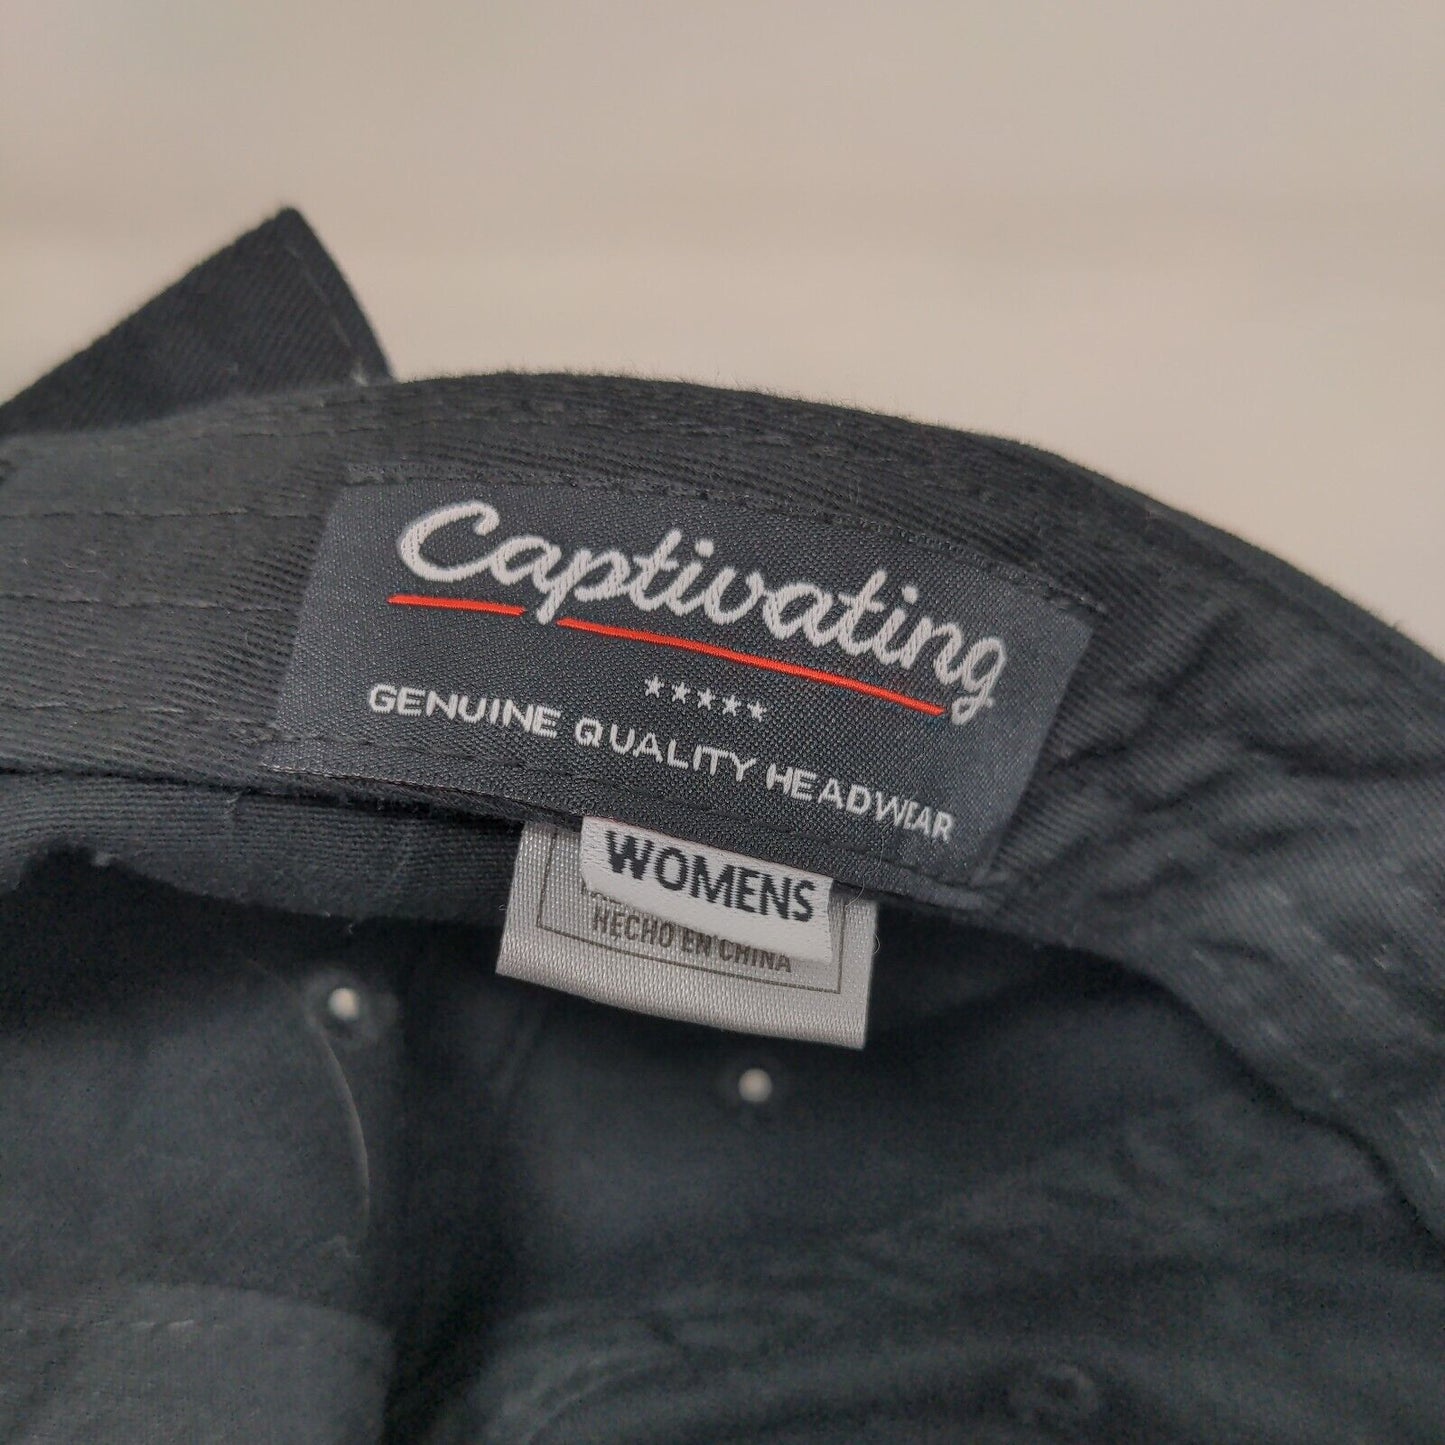 Captivating
★★★★★
GENUINE QUALITY HEADWEAR
WOMENS
HECHO EN CHINA